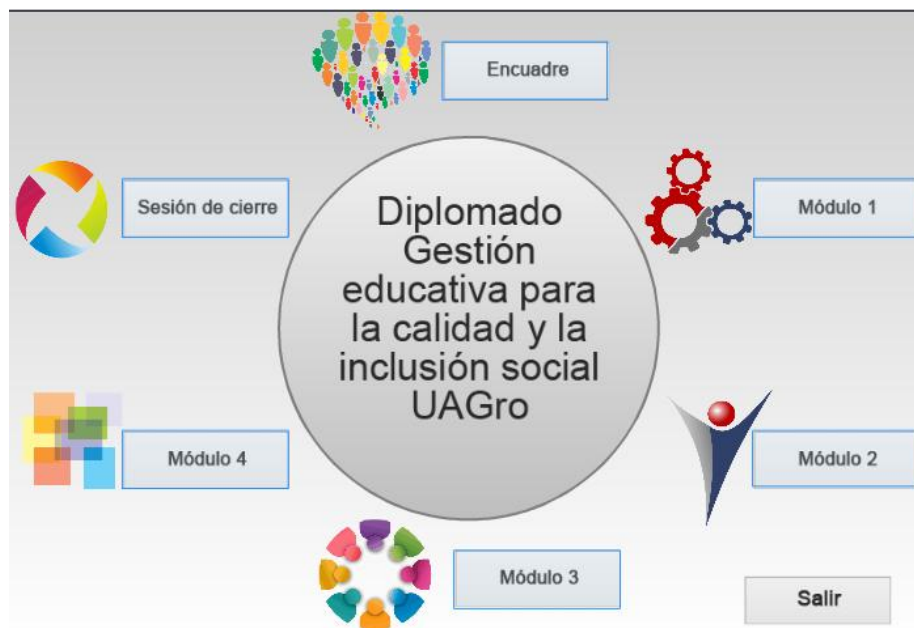 Encuadre
Sesión de cierre
Diplomado
Gestión
educativa para
la calidad y la
inclusión social
UAGro
Módulo 1
Módulo 4
Módulo 2
Módulo 3
Salir